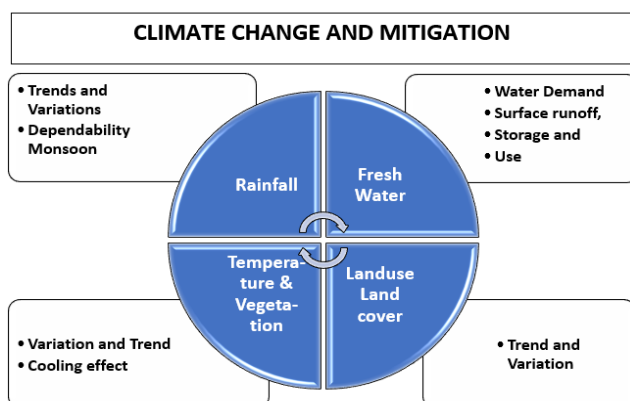 CLIMATE CHANGE AND MITIGATION
• Trends and
Variations
• Dependability
Monsoon
• Water Demand
• Surface runoff,
• Storage and
• Use
Rainfall
Fresh
Water
Tempera-
ture &
Vegeta-
tion
Landuse
Land
cover
• Variation and Trend
• Cooling effect
• Trend and
Variation